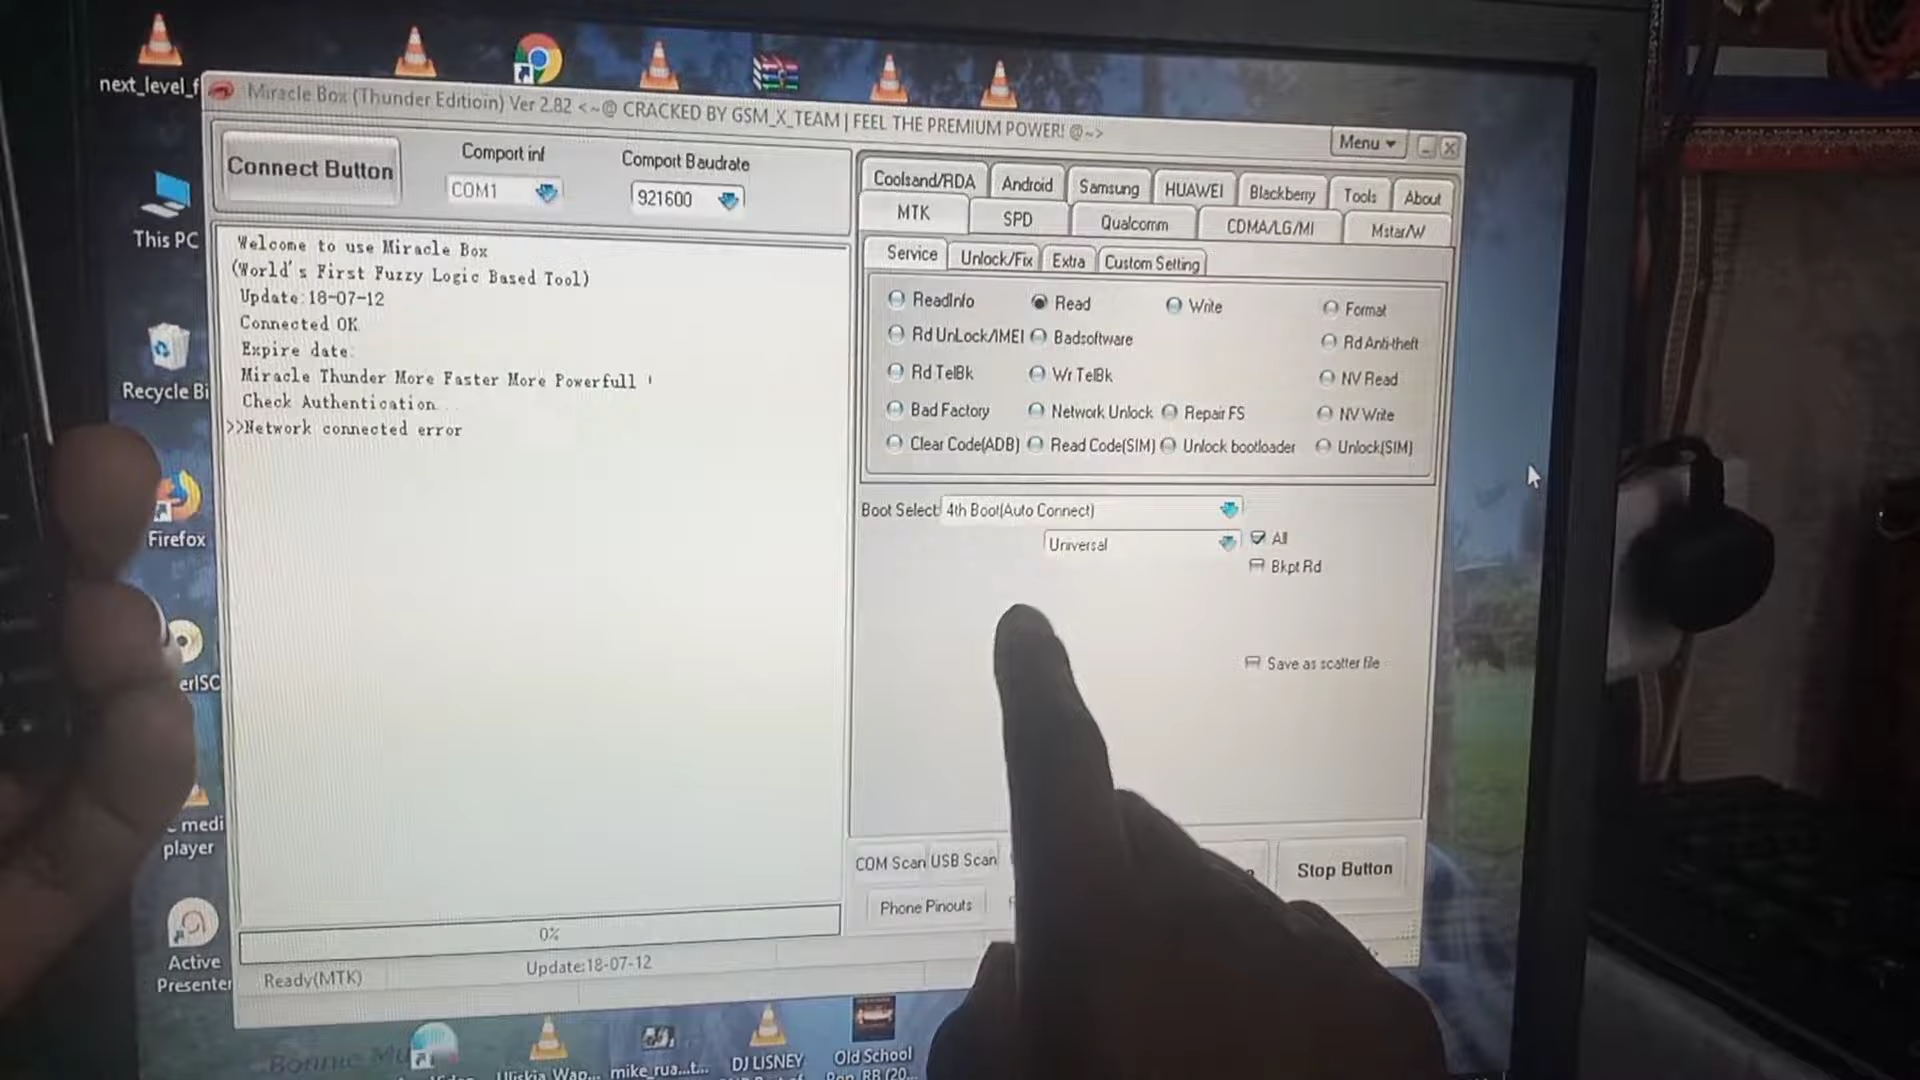 next_level_f
Miracle Box (Thunder Editioin) Ver 2.82 <~@ CRACKED BY GSM_X_TEAM | FEEL THE PREMIUM POWER! @~>
Menu
Connect Button
Comport inf
Comport Baudrate
COM1
921600
Coolsand/RDA
Android
Samsung
HUAWEI
Blackberry
Tools
About
MTK
SPD
Qualcomm
CDMA/LG/MI
Mstar/W
Service
Unlock/Fix
Extra
Custom Setting
ReadInfo
Read
Write
Format
Rd UnLock/IMEI
Badsoftware
Rd Anti-theft
Rd TelBk
Wr TelBk
NV Read
Bad Factory
Network Unlock
Repair FS
NV Write
Clear Code(ADB)
Read Code(SIM)
Unlock bootloader
Unlock(SIM)
Boot Select:
4th Boot(Auto Connect)
Universal
All
Bkpt Rd
Save as scatter file
Welcome to use Miracle Box
(World's First Fuzzy Logic Based Tool)
Update:18-07-12
Connected OK
Expire date:
Miracle Thunder More Faster More Powerfull !
Check Authentication...
>>Network connected error
COM Scan
USB Scan
Stop Button
Phone Pinouts
0%
Ready(MTK)
Update:18-07-12
This PC
Recycle Bi
Firefox
erISC
medi
player
Active
Presenter
Bonnie
mike_rua...t...
DJ LISNEY
Old School